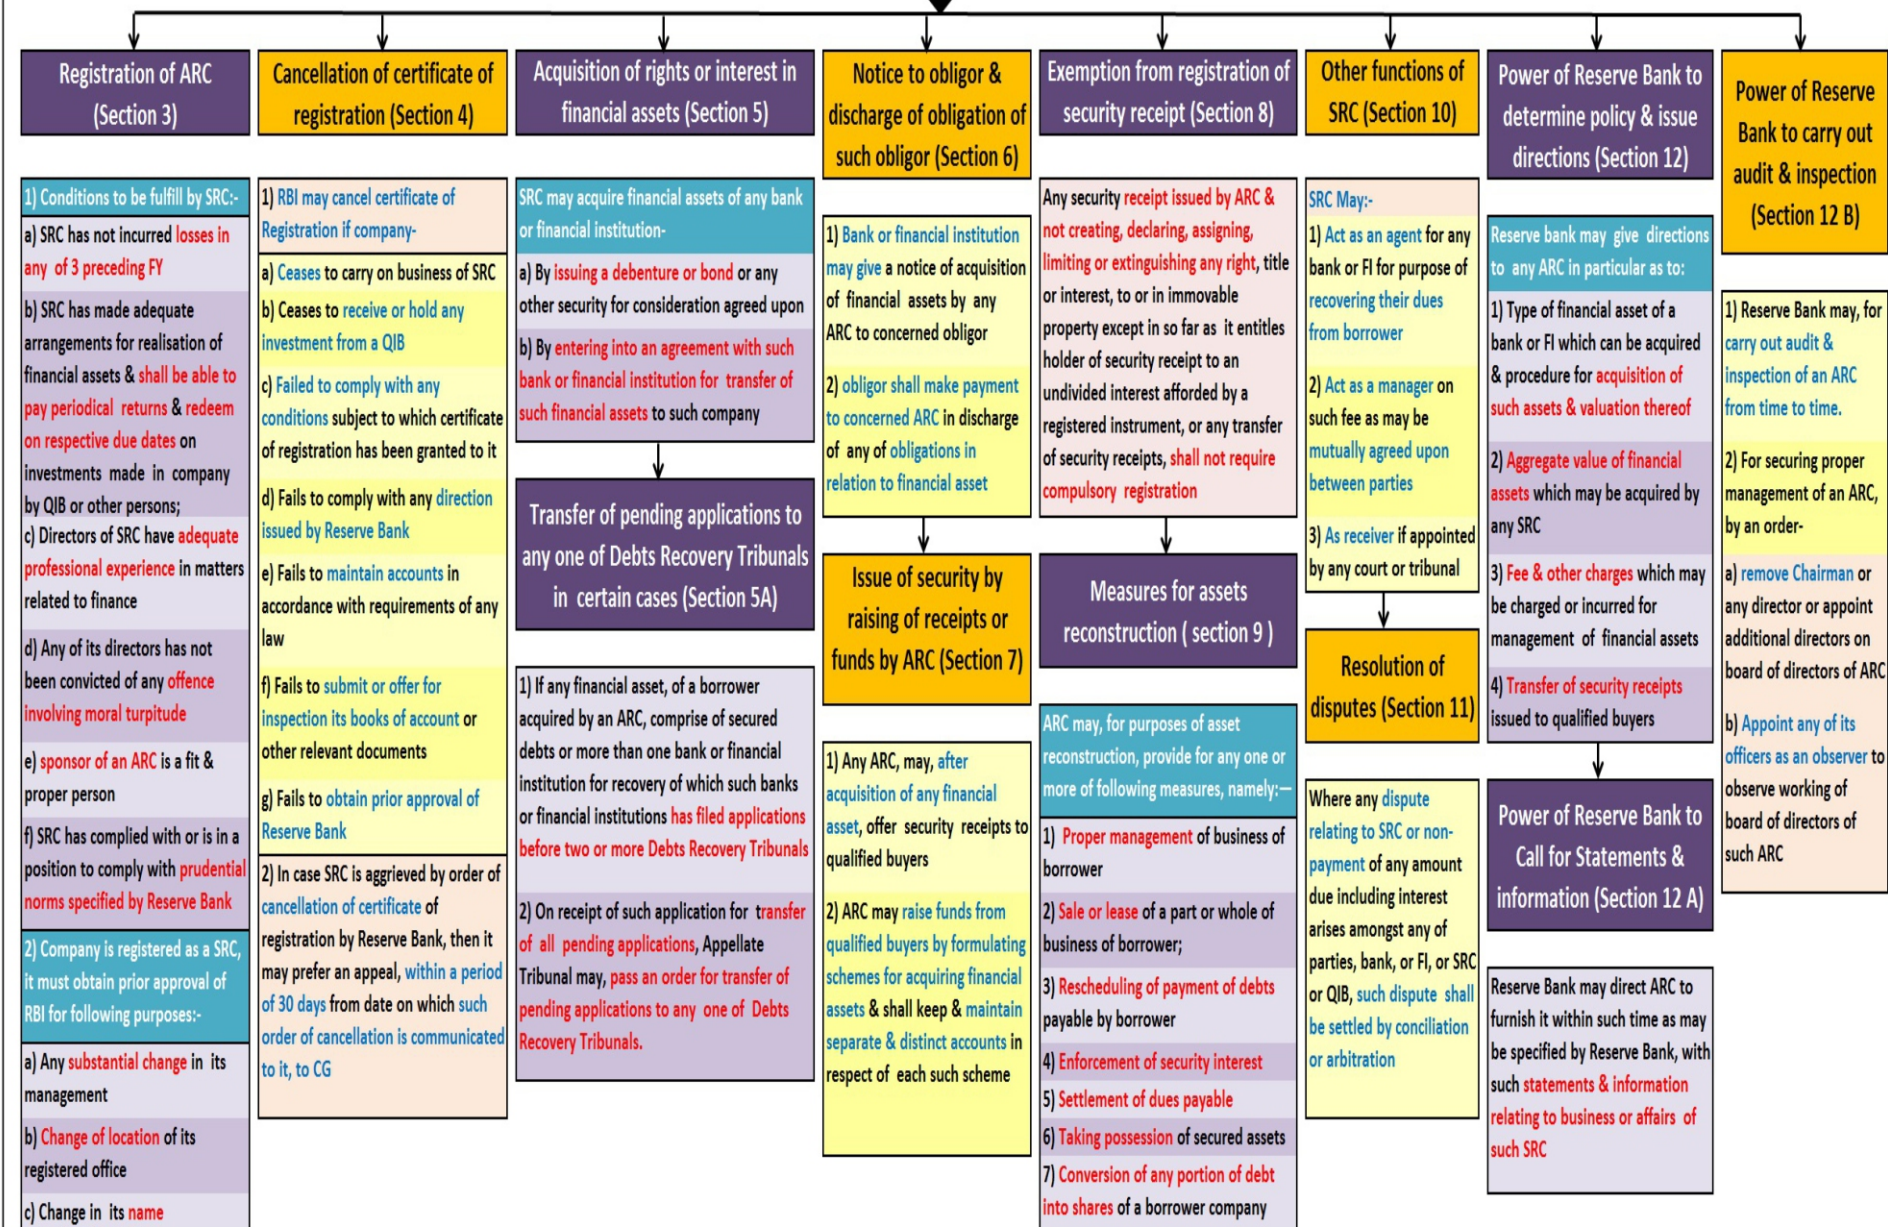 Registration of ARC
(Section 3)
1) Conditions to be fulfill by SRC:-
a) SRC has not incurred losses in
any of 3 preceding FY
b) SRC has made adequate
arrangements for realisation of
financial assets & shall be able to
pay periodical returns & redeem
on respective due dates on
investments made in company
by QIB or other persons;
c) Directors of SRC have adequate
professional experience in matters
related to finance
d) Any of its directors has not
been convicted of any offence
involving moral turpitude
e) sponsor of an ARC is a fit &
proper person
f) SRC has complied with or is in a
position to comply with prudential
norms specified by Reserve Bank
2) Company is registered as a SRC,
it must obtain prior approval of
RBI for following purposes:-
a) Any substantial change in its
management
b) Change of location of its
registered office
c) Change in its name
Cancellation of certificate of
registration (Section 4)
1) RBI may cancel certificate of
Registration if company-
a) Ceases to carry on business of SRC
b) Ceases to receive or hold any
investment from a QIB
c) Failed to comply with any
conditions subject to which certificate
of registration has been granted to it
d) Fails to comply with any direction
issued by Reserve Bank
e) Fails to maintain accounts in
accordance with requirements of any
law
f) Fails to submit or offer for
inspection its books of account or
other relevant documents
g) Fails to obtain prior approval of
Reserve Bank
2) In case SRC is aggrieved by order of
cancellation of certificate of
registration by Reserve Bank, then it
may prefer an appeal, within a period
of 30 days from date on which such
order of cancellation is communicated
to it, to CG
Acquisition of rights or interest in
financial assets (Section 5)
SRC may acquire financial assets of any bank
or financial institution-
a) By issuing a debenture or bond or any
other security for consideration agreed upon
b) By entering into an agreement with such
bank or financial institution for transfer of
such financial assets to such company
Transfer of pending applications to
any one of Debts Recovery Tribunals
in certain cases (Section 5A)
1) If any financial asset, of a borrower
acquired by an ARC, comprise of secured
debts or more than one bank or financial
institution for recovery of which such banks
or financial institutions has filed applications
before two or more Debts Recovery Tribunals
2) On receipt of such application for transfer
of all pending applications, Appellate
Tribunal may, pass an order for transfer of
pending applications to any one of Debts
Recovery Tribunals.
Notice to obligor &
discharge of obligation of
such obligor (Section 6)
1) Bank or financial institution
may give a notice of acquisition
of financial assets by any
ARC to concerned obligor
2) obligor shall make payment
to concerned ARC in discharge
of any of obligations in
relation to financial asset
Issue of security by
raising of receipts or
funds by ARC (Section 7)
1) Any ARC, may, after
acquisition of any financial
asset, offer security receipts to
qualified buyers
2) ARC may raise funds from
qualified buyers by formulating
schemes for acquiring financial
assets & shall keep & maintain
separate & distinct accounts in
respect of each such scheme
Exemption from registration of
security receipt (Section 8)
Any security receipt issued by ARC &
not creating, declaring, assigning,
limiting or extinguishing any right, title
or interest, to or in immovable
property except in so far as it entitles
holder of security receipt to an
undivided interest afforded by a
registered instrument, or any transfer
of security receipts, shall not require
compulsory registration
Measures for assets
reconstruction ( section 9 )
ARC may, for purposes of asset
reconstruction, provide for any one or
more of following measures, namely:—
1) Proper management of business of
borrower
2) Sale or lease of a part or whole of
business of borrower;
3) Rescheduling of payment of debts
payable by borrower
4) Enforcement of security interest
5) Settlement of dues payable
6) Taking possession of secured assets
7) Conversion of any portion of debt
into shares of a borrower company
Other functions of
SRC (Section 10)
SRC May:-
1) Act as an agent for any
bank or FI for purpose of
recovering their dues
from borrower
2) Act as a manager on
such fee as may be
mutually agreed upon
between parties
3) As receiver if appointed
by any court or tribunal
Resolution of
disputes (Section 11)
Where any dispute
relating to SRC or non-
payment of any amount
due including interest
arises amongst any of
parties, bank, or FI, or SRC
or QIB, such dispute shall
be settled by conciliation
or arbitration
Power of Reserve Bank to
determine policy & issue
directions (Section 12)
Reserve bank may give directions
to any ARC in particular as to:
1) Type of financial asset of a
bank or FI which can be acquired
& procedure for acquisition of
such assets & valuation thereof
2) Aggregate value of financial
assets which may be acquired by
any SRC
3) Fee & other charges which may
be charged or incurred for
management of financial assets
4) Transfer of security receipts
issued to qualified buyers
Power of Reserve Bank to
Call for Statements &
information (Section 12 A)
Reserve Bank may direct ARC to
furnish it within such time as may
be specified by Reserve Bank, with
such statements & information
relating to business or affairs of
such SRC
Power of Reserve
Bank to carry out
audit & inspection
(Section 12 B)
1) Reserve Bank may, for
carry out audit &
inspection of an ARC
from time to time.
2) For securing proper
management of an ARC,
by an order-
a) remove Chairman or
any director or appoint
additional directors on
board of directors of ARC
b) Appoint any of its
officers as an observer to
observe working of
board of directors of
such ARC